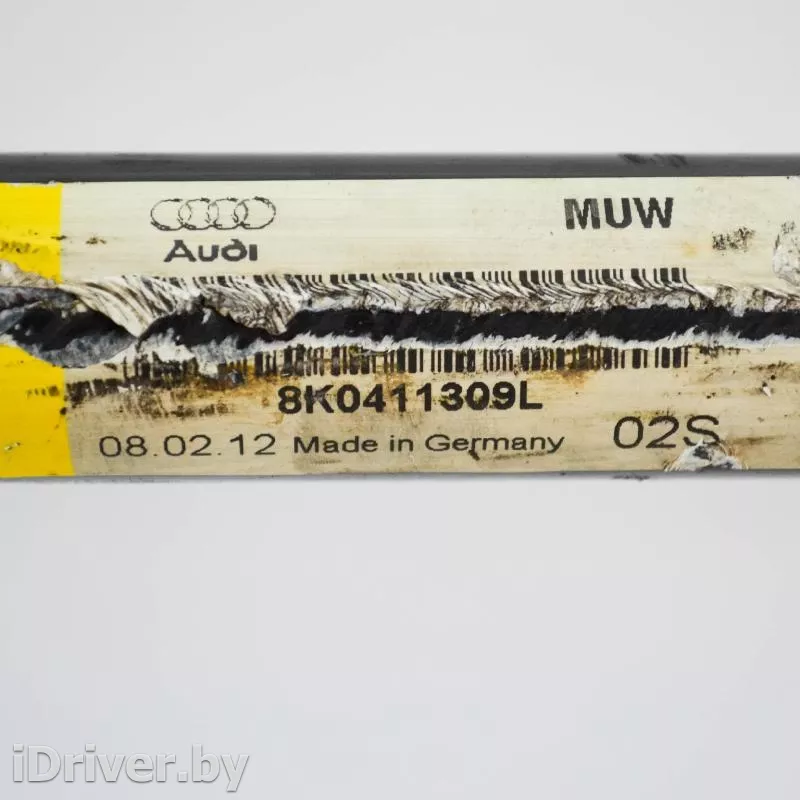 MUW
Audi
8K0411309L
08.02.12 Made in Germany 02S
iDriver.by